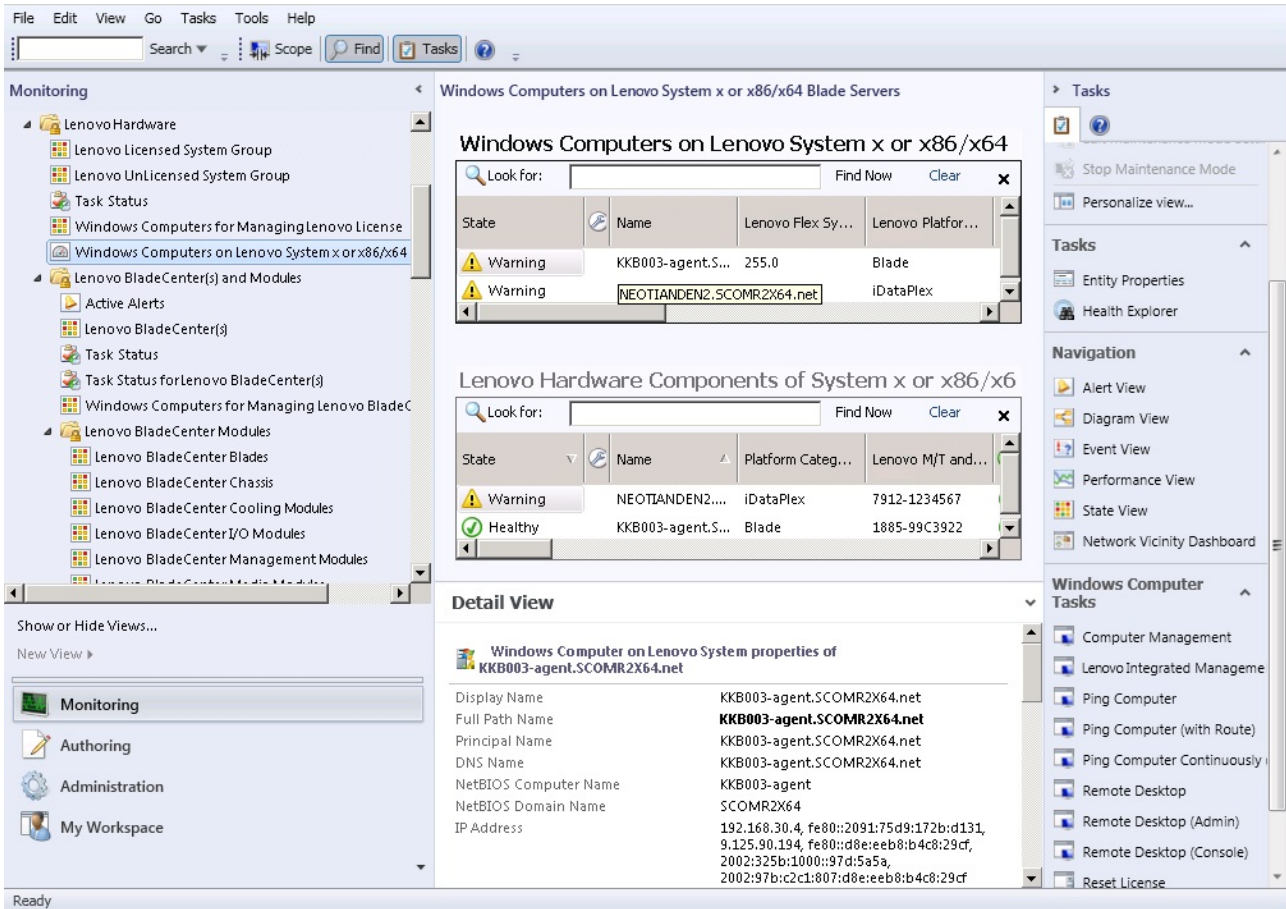 File Edit View Go Tasks Tools Help
Search Scope Find Tasks
Monitoring
Lenovo Hardware
Lenovo Licensed System Group
Lenovo UnLicensed System Group
Task Status
Windows Computers for Managing Lenovo License
Windows Computers on Lenovo System x or x86/x64
Lenovo BladeCenter(s) and Modules
Active Alerts
Lenovo BladeCenter(s)
Task Status
Task Status for Lenovo BladeCenter(s)
Windows Computers for Managing Lenovo BladeC
Lenovo BladeCenter Modules
Lenovo BladeCenter Blades
Lenovo BladeCenter Chassis
Lenovo BladeCenter Cooling Modules
Lenovo BladeCenter I/O Modules
Lenovo BladeCenter Management Modules
Show or Hide Views...
New View
Monitoring
Authoring
Administration
My Workspace
Windows Computers on Lenovo System x or x86/x64 Blade Servers
Windows Computers on Lenovo System x or x86/x64
Look for: Find Now Clear
State Name Lenovo Flex Sy... Lenovo Platfor...
Warning KKB003-agent.S... 255.0 Blade
Warning NEOTIANDEN2.SCOMR2X64.net iDataPlex
Lenovo Hardware Components of System x or x86/x6
Look for: Find Now Clear
State Name Platform Categ... Lenovo M/T and...
Warning NEOTIANDEN2.... iDataPlex 7912-1234567
Healthy KKB003-agent.S... Blade 1885-99C3922
Detail View
Windows Computer on Lenovo System properties of
KKB003-agent.SCOMR2X64.net
Display Name KKB003-agent.SCOMR2X64.net
Full Path Name KKB003-agent.SCOMR2X64.net
Principal Name KKB003-agent.SCOMR2X64.net
DNS Name KKB003-agent.SCOMR2X64.net
NetBIOS Computer Name KKB003-agent
NetBIOS Domain Name SCOMR2X64
IP Address 192.168.30.4, fe80::2091:75d9:172b:d131,
9.125.90.194, fe80::d8e:eeb8:b4c8:29cf,
2002:325b:1000::97d:5a5a,
2002:97b:c2c1:807:d8e:eeb8:b4c8:29cf
Tasks
Stop Maintenance Mode
Personalize view...
Tasks
Entity Properties
Health Explorer
Navigation
Alert View
Diagram View
Event View
Performance View
State View
Network Vicinity Dashboard
Windows Computer
Tasks
Computer Management
Lenovo Integrated Manageme
Ping Computer
Ping Computer (with Route)
Ping Computer Continuously
Remote Desktop
Remote Desktop (Admin)
Remote Desktop (Console)
Reset License
Ready